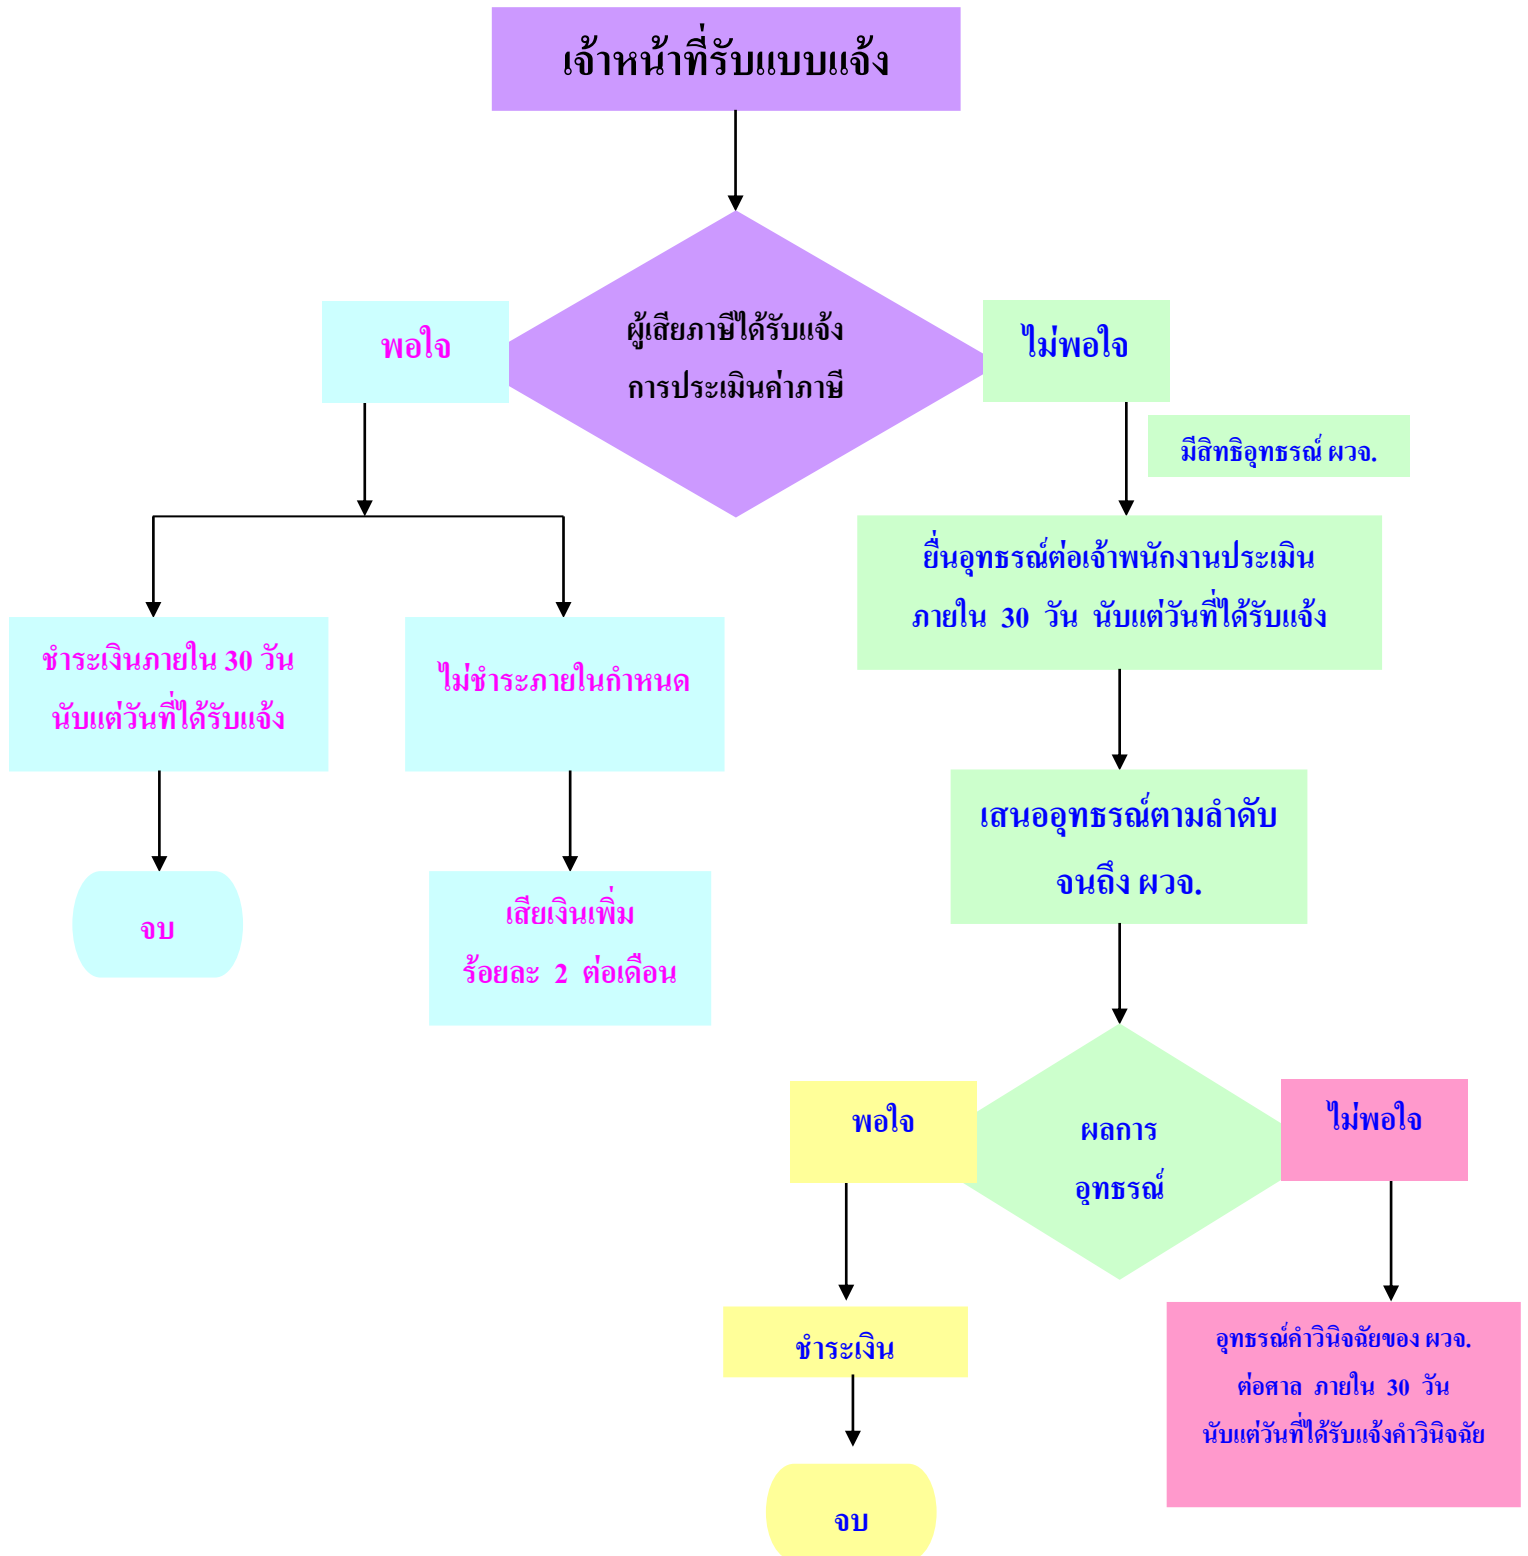 เจ้าหน้าที่รับแบบแจ้ง
ผู้เสียภาษีได้รับแจ้ง
การประเมินค่าภาษี
พอใจ
ไม่พอใจ
มีสิทธิอุทธรณ์ ผวจ.
ยื่นอุทธรณ์ต่อเจ้าพนักงานประเมิน
ภายใน 30 วัน นับแต่วันที่ได้รับแจ้ง
ชำระเงินภายใน 30 วัน
นับแต่วันที่ได้รับแจ้ง
ไม่ชำระภายในกำหนด
เสนออุทธรณ์ตามลำดับ
จนถึง ผวจ.
จบ
เสียเงินเพิ่ม
ร้อยละ 2 ต่อเดือน
พอใจ
ผลการ
อุทธรณ์
ไม่พอใจ
ชำระเงิน
อุทธรณ์คำวินิจฉัยของ ผวจ.
ต่อศาล ภายใน 30 วัน
นับแต่วันที่ได้รับแจ้งคำวินิจฉัย
จบ